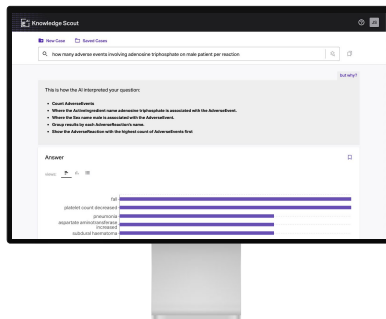 Knowledge Scout
JS
New Case Saved Cases
how many adverse events involving adenosine triphosphate on male patient per reaction
but why?
This is how the AI interpreted your question:
• Count AdverseEvents
• Where the ActiveIngredient name adenosine triphosphate is associated with the AdverseEvent.
• Where the Sex name male is associated with the AdverseEvent.
• Group results by each AdverseReaction's name.
• Show the AdverseReaction with the highest count of AdverseEvents first
Answer
fall
platelet count decreased
pneumonia
aspartate aminotransferase
increased
subdural haematoma